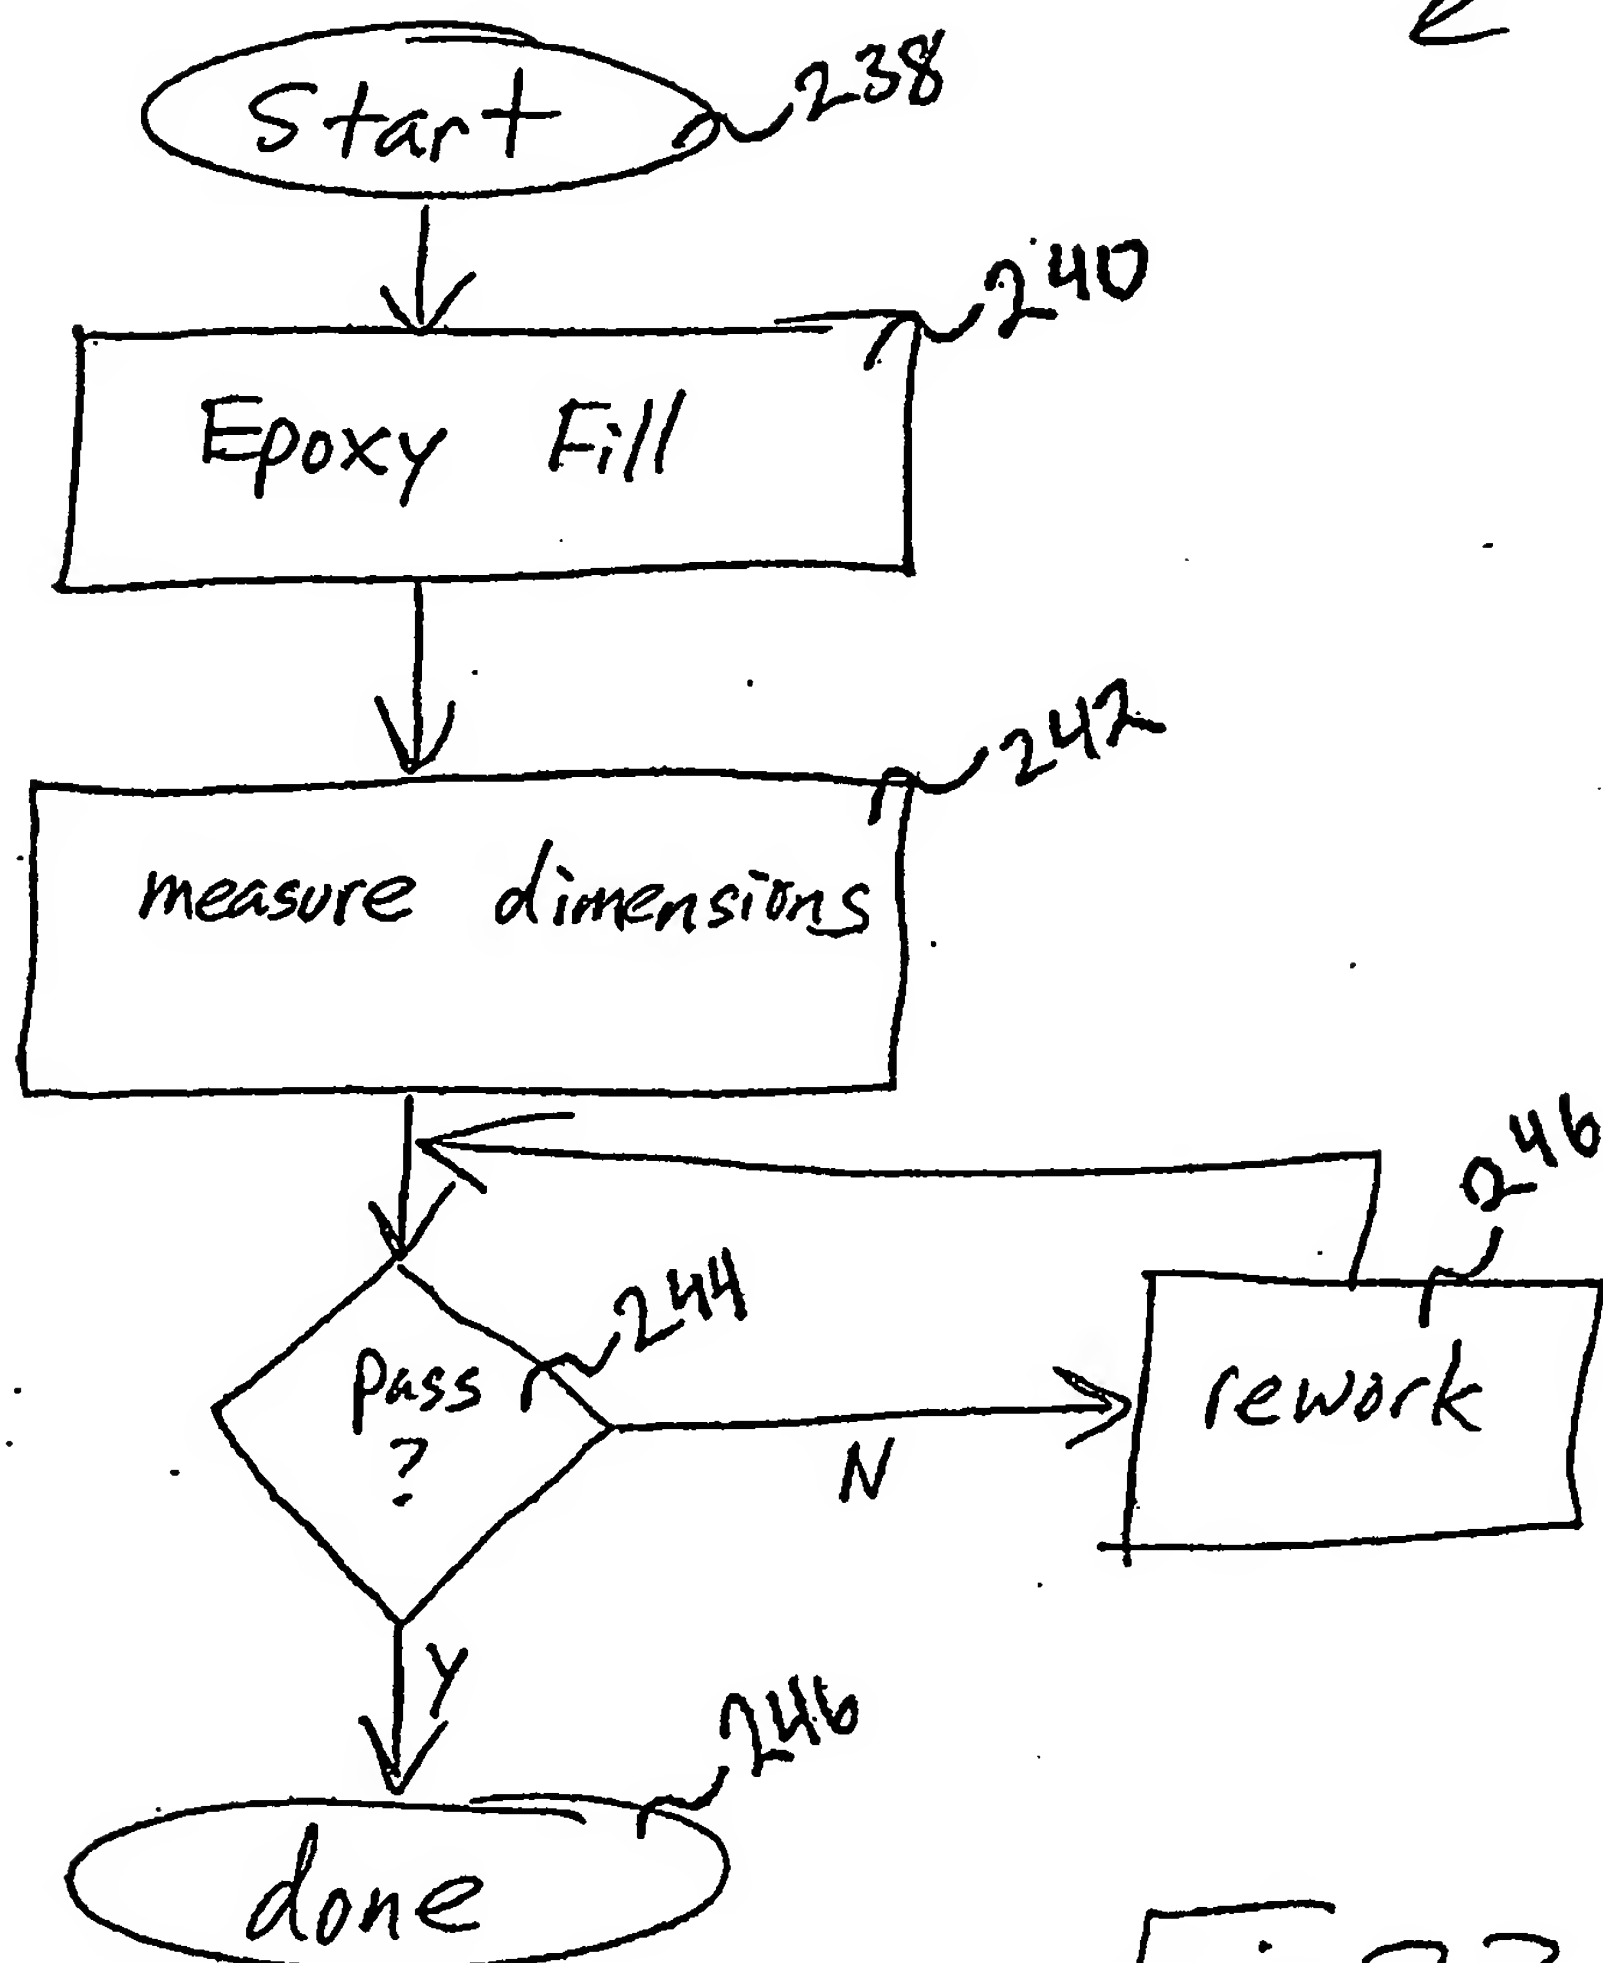 Start 238
240
Epoxy Fill
242
measure dimensions
246
244
pass
?
rework
N
Y
246
done